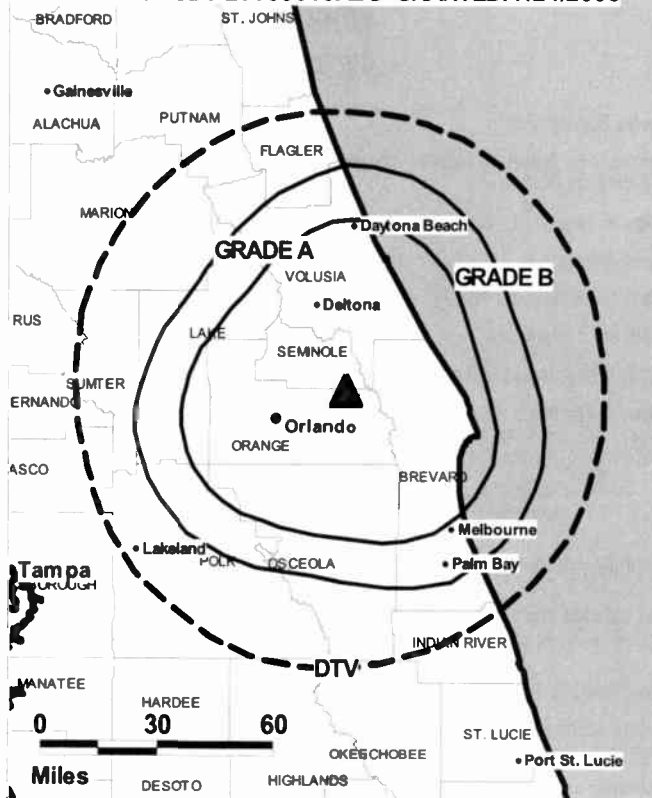 BRADFORD
ST. JOHNS
Gainesville
ALACHUA
PUTNAM
FLAGLER
MARION
Daytona Beach
GRADE A
VOLUSIA
GRADE B
Deltona
RUS
LAKE
SEMINOLE
SUMTER
ERNANDO
Orlando
ORANGE
ASCO
BREVARD
Melbourne
Lakeland
POLK
OSCEOLA
Palm Bay
Tampa
BOROUGH
INDIAN RIVER
DTV
MANATEE
HARDEE
0 30 60
ST. LUCIE
OKEECHOBEE
Port St. Lucie
Miles
DESOTO
HIGHLANDS